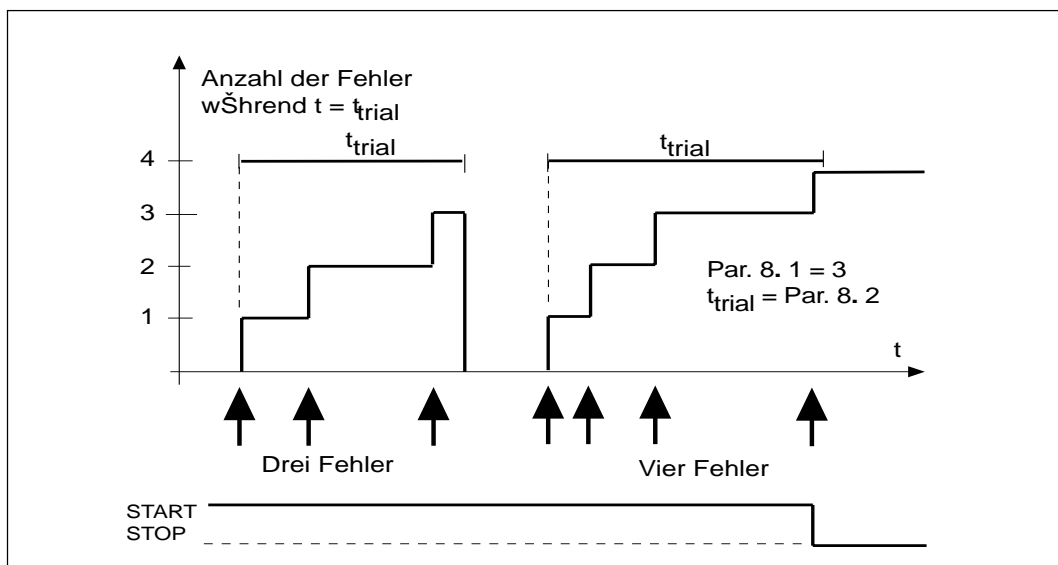 Anzahl der Fehler
wŠhrend t = ttrial
ttrial
ttrial
4
3
2
1
Par. 8. 1 = 3
ttrial = Par. 8. 2
t
Drei Fehler
Vier Fehler
START
STOP